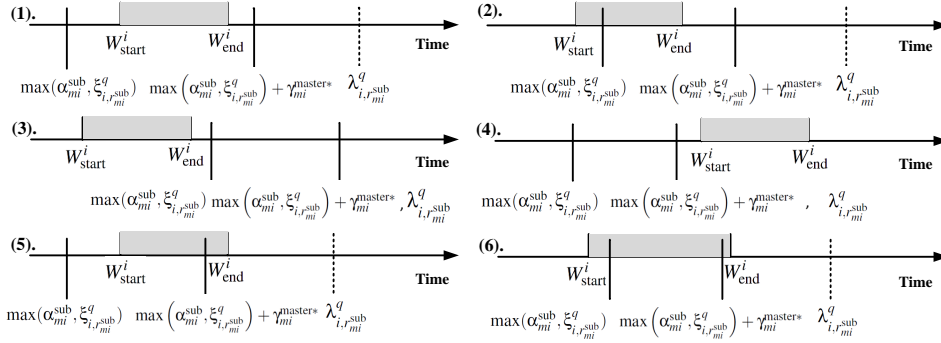 (1).
W^i_start W^i_end Time
max(α^sub_mi, ξ^q_{i,r^sub_mi}) max(α^sub_mi, ξ^q_{i,r^sub_mi}) + γ^{master*}_mi λ^q_{i,r^sub_mi}
(2).
W^i_start W^i_end Time
max(α^sub_mi, ξ^q_{i,r^sub_mi}) max(α^sub_mi, ξ^q_{i,r^sub_mi}) + γ^{master*}_mi λ^q_{i,r^sub_mi}
(3).
W^i_start W^i_end Time
max(α^sub_mi, ξ^q_{i,r^sub_mi}) max(α^sub_mi, ξ^q_{i,r^sub_mi}) + γ^{master*}_mi , λ^q_{i,r^sub_mi}
(4).
W^i_start W^i_end Time
max(α^sub_mi, ξ^q_{i,r^sub_mi}) max(α^sub_mi, ξ^q_{i,r^sub_mi}) + γ^{master*}_mi , λ^q_{i,r^sub_mi}
(5).
W^i_start W^i_end Time
max(α^sub_mi, ξ^q_{i,r^sub_mi}) max(α^sub_mi, ξ^q_{i,r^sub_mi}) + γ^{master*}_mi λ^q_{i,r^sub_mi}
(6).
W^i_start W^i_end Time
max(α^sub_mi, ξ^q_{i,r^sub_mi}) max(α^sub_mi, ξ^q_{i,r^sub_mi}) + γ^{master*}_mi λ^q_{i,r^sub_mi}